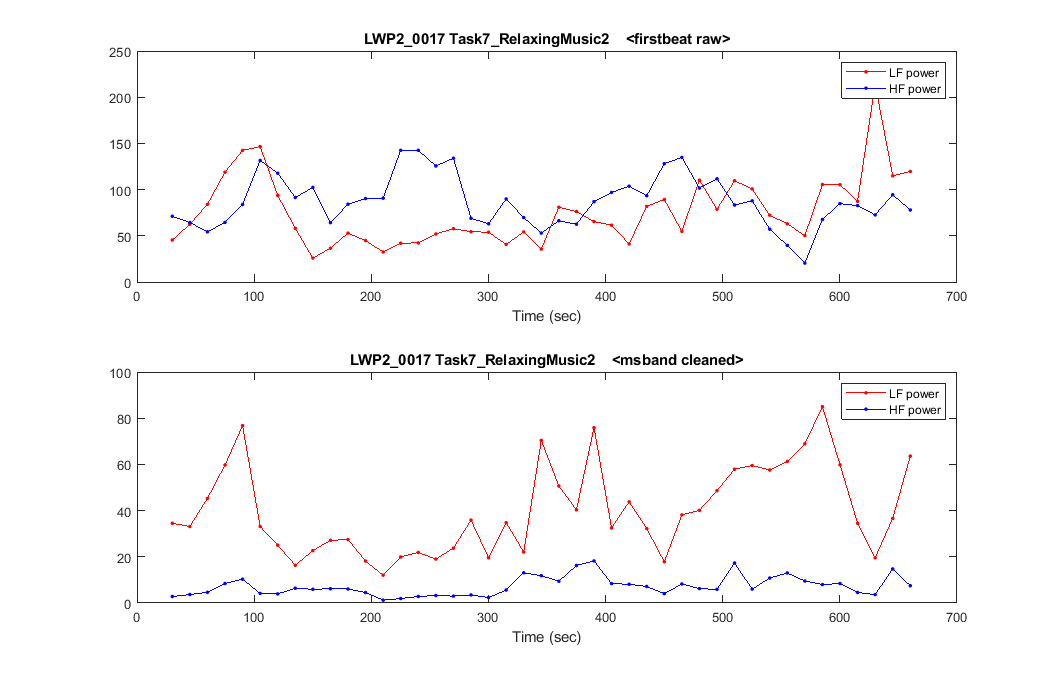 LWP2_0017 Task7_RelaxingMusic2 <firstbeat raw>
250
200
150
100
50
0
LF power
HF power
0 100 200 300 400 500 600 700
Time (sec)
LWP2_0017 Task7_RelaxingMusic2 <msband cleaned>
100
80
60
40
20
0
LF power
HF power
0 100 200 300 400 500 600 700
Time (sec)